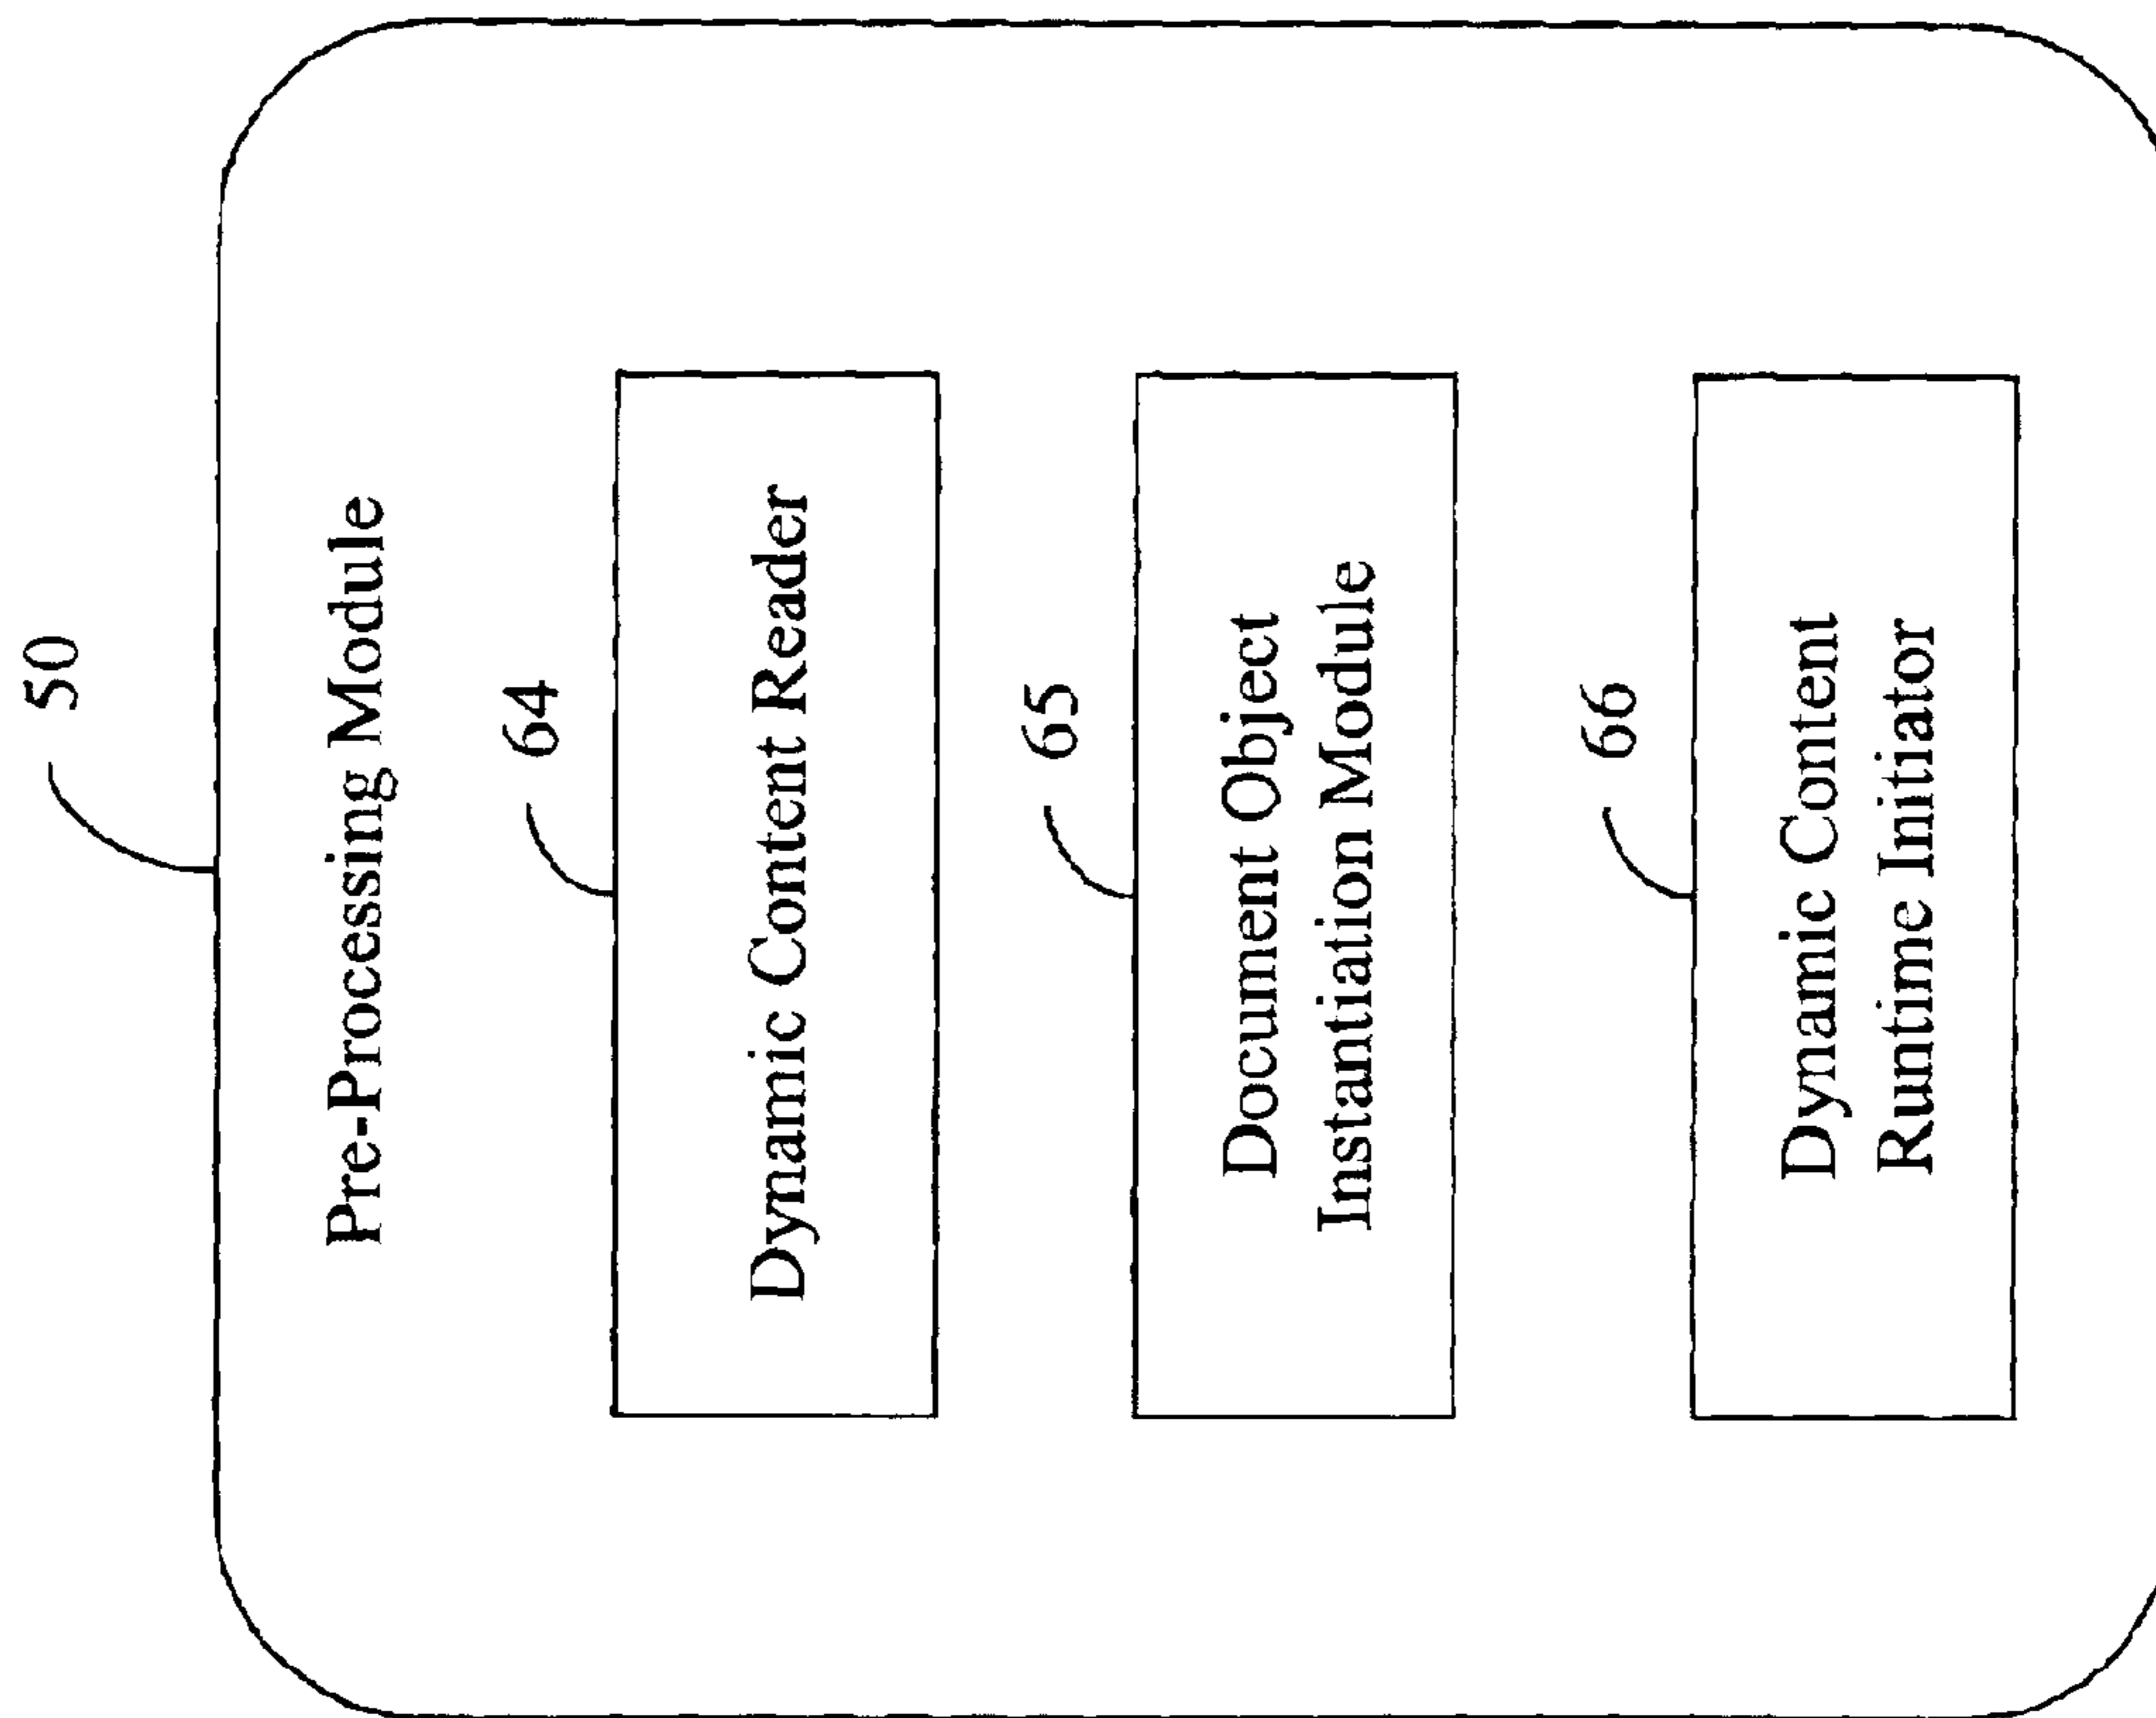 50
Pre-Processing Module
64
Dynamic Content Reader
65
Document Object
Instantiation Module
66
Dynamic Content
Runtime Initiator